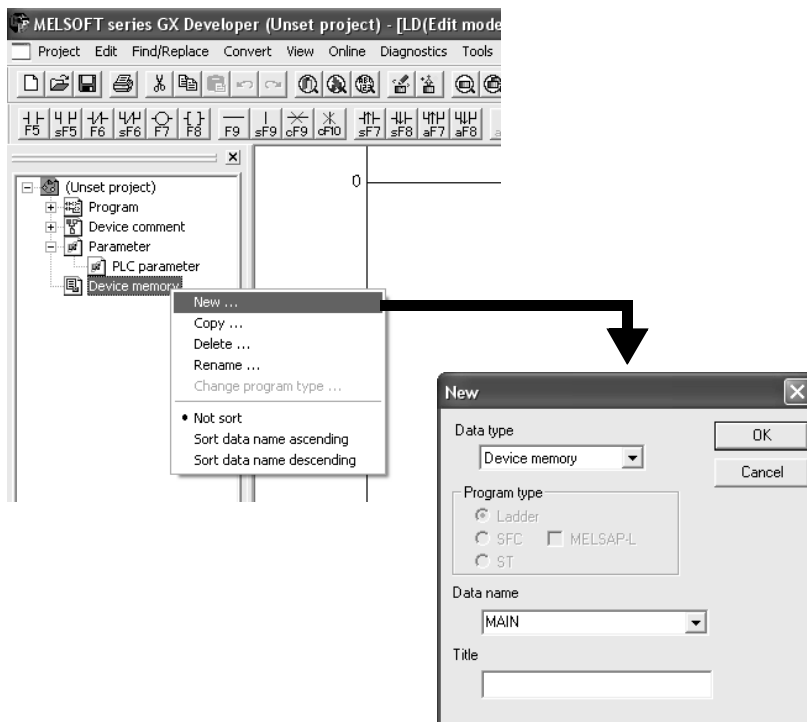 MELSOFT series GX Developer (Unset project) - [LD(Edit mode
Project Edit Find/Replace Convert View Online Diagnostics Tools
F5 sF5 F6 sF6 F7 F8 F9 sF9 cF9 cF10 sF7 sF8 aF7 aF8
(Unset project)
Program
Device comment
Parameter
PLC parameter
Device memory
0
New ...
Copy ...
Delete ...
Rename ...
Change program type ...
Not sort
Sort data name ascending
Sort data name descending
New
Data type
Device memory
OK
Cancel
Program type
Ladder
SFC MELSAP-L
ST
Data name
MAIN
Title